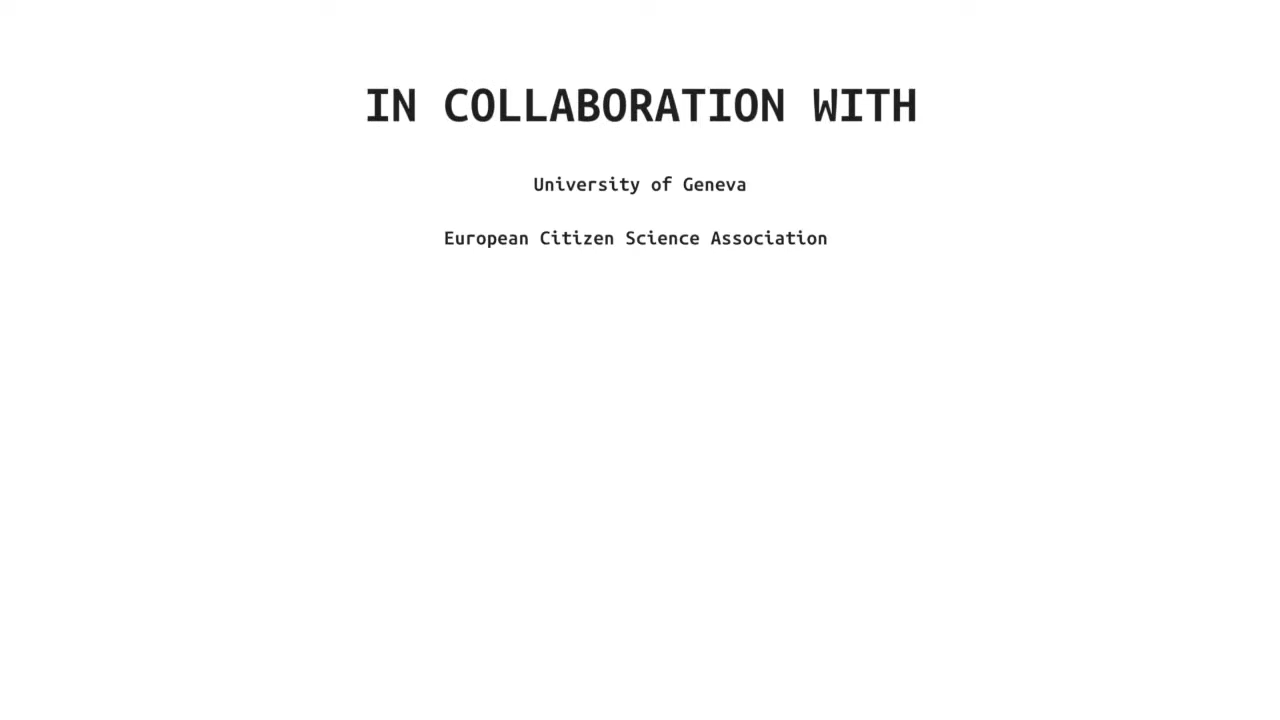 IN COLLABORATION WITH
University of Geneva
European Citizen Science Association